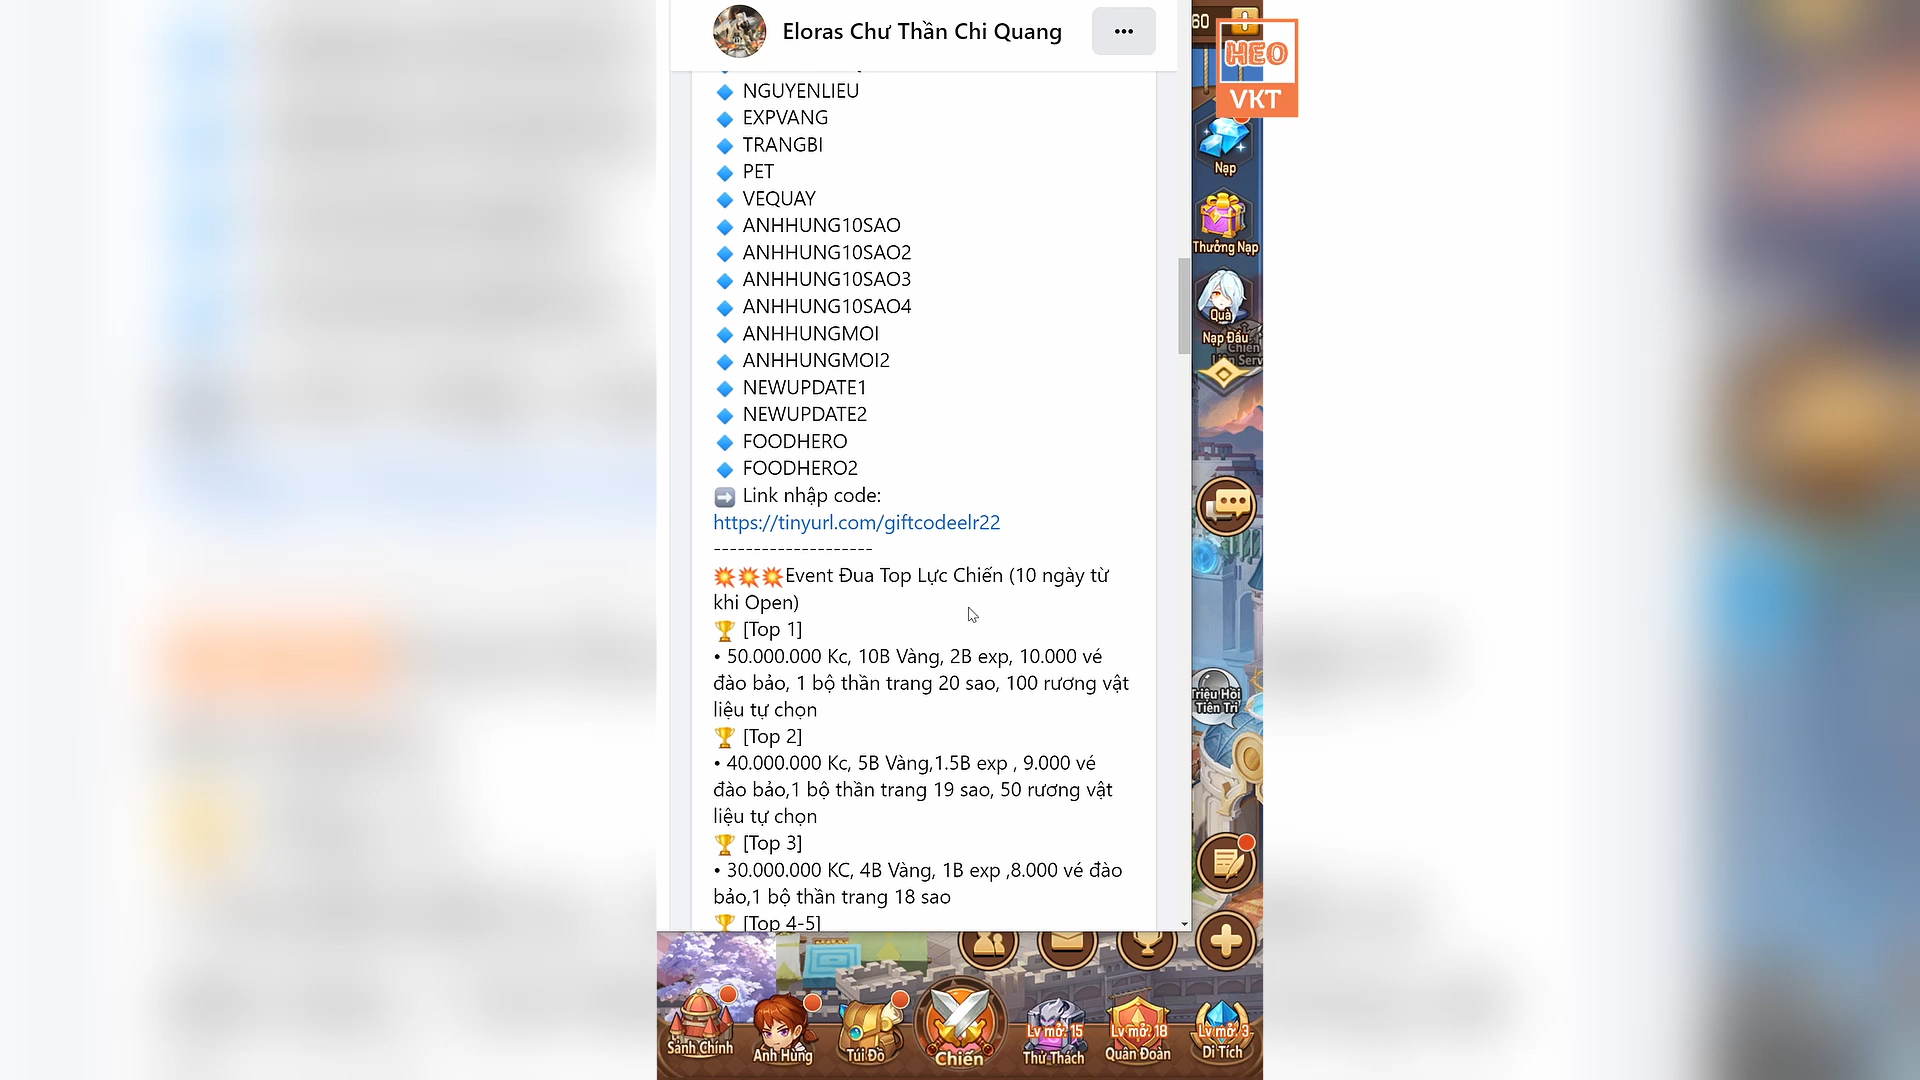 Eloras Chư Thần Chi Quang
...
NGUYENLIEU
EXPVANG
TRANGBI
PET
VEQUAY
ANHHUNG10SAO
ANHHUNG10SAO2
ANHHUNG10SAO3
ANHHUNG10SAO4
ANHHUNGMOI
ANHHUNGMOI2
NEWUPDATE1
NEWUPDATE2
FOODHERO
FOODHERO2
Link nhập code:
https://tinyurl.com/giftcodeelr22
--------------------
Event Đua Top Lực Chiến (10 ngày từ
khi Open)
[Top 1]
• 50.000.000 Kc, 10B Vàng, 2B exp, 10.000 vé
đào bảo, 1 bộ thần trang 20 sao, 100 rương vật
liệu tự chọn
[Top 2]
• 40.000.000 Kc, 5B Vàng,1.5B exp , 9.000 vé
đào bảo,1 bộ thần trang 19 sao, 50 rương vật
liệu tự chọn
[Top 3]
• 30.000.000 KC, 4B Vàng, 1B exp ,8.000 vé đào
bảo,1 bộ thần trang 18 sao
[Top 4-5]
60
HEO
VKT
Nạp
Thưởng Nạp
Quà
Nạp Đầu
Chiến
Liên Serv
Triệu Hồi
Tiên Tri
Sảnh Chính
Anh Hùng
Túi Đồ
Chiến
Lv mở: 15
Thử Thách
Lv mở: 18
Quân Đoàn
Lv mở: 3
Di Tích